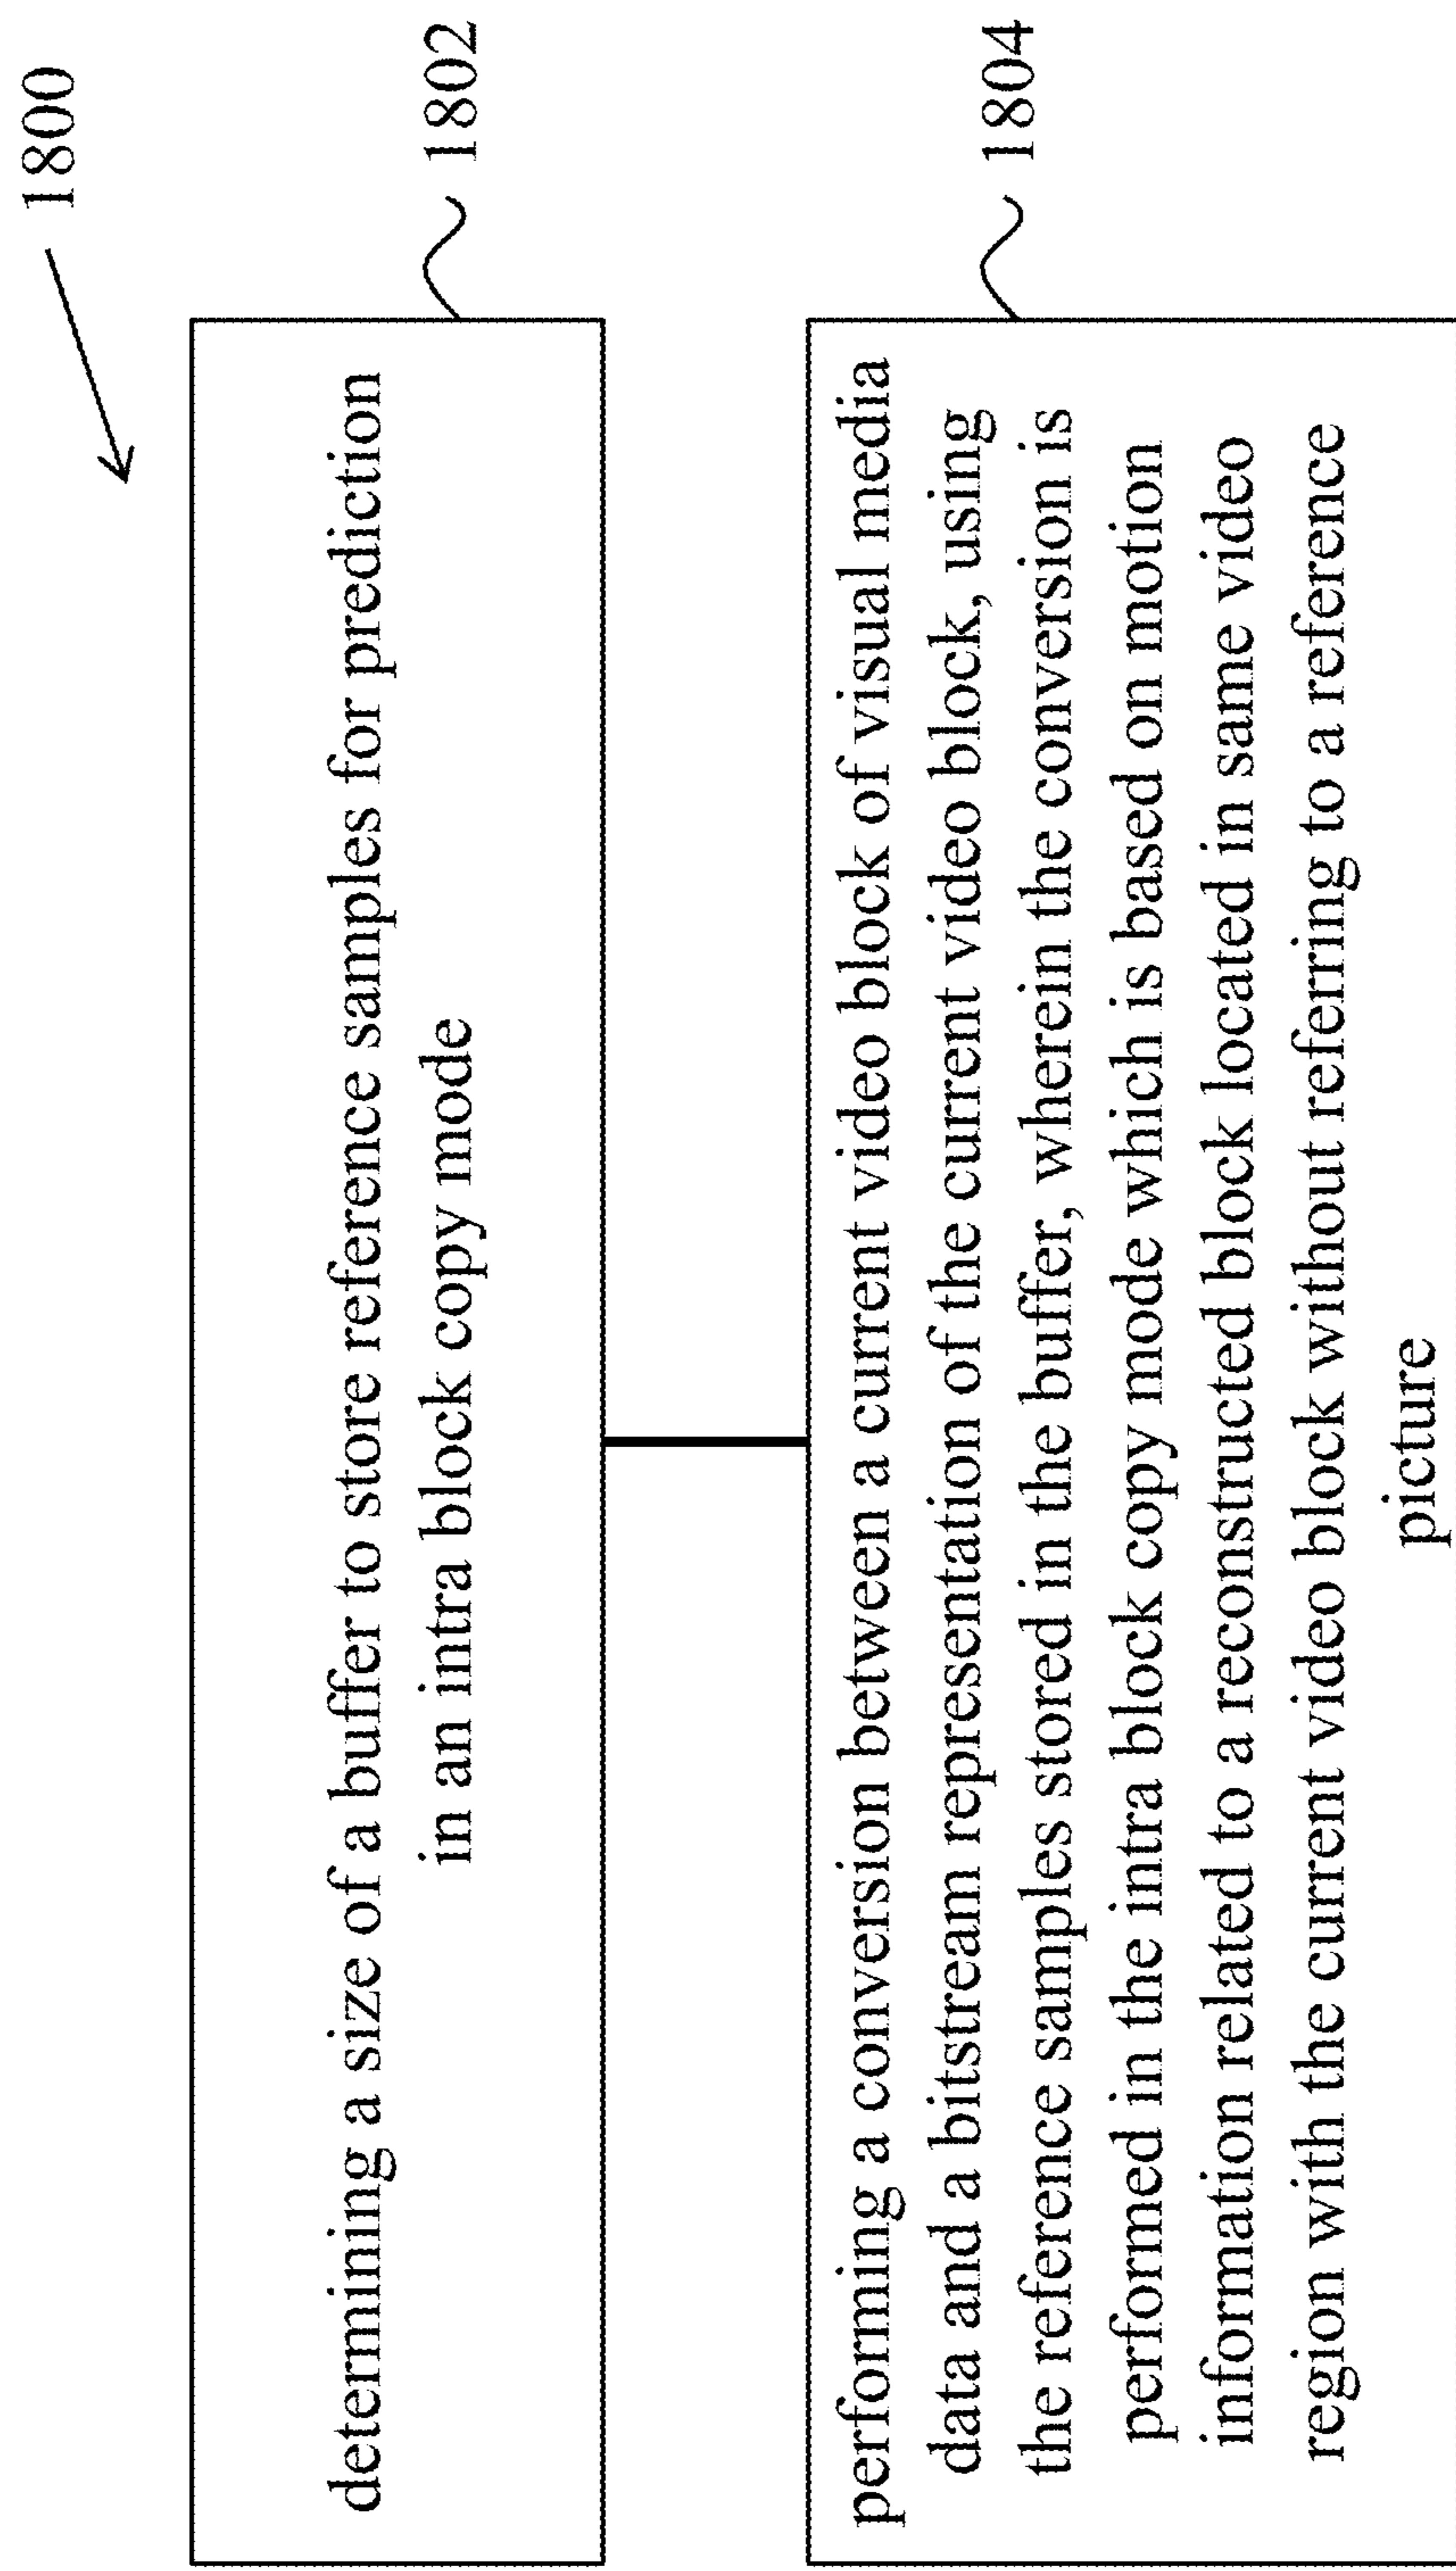 1800
determining a size of a buffer to store reference samples for prediction
in an intra block copy mode
1802
performing a conversion between a current video block of visual media
data and a bitstream representation of the current video block, using
the reference samples stored in the buffer, wherein the conversion is
performed in the intra block copy mode which is based on motion
information related to a reconstructed block located in same video
region with the current video block without referring to a reference
picture
1804